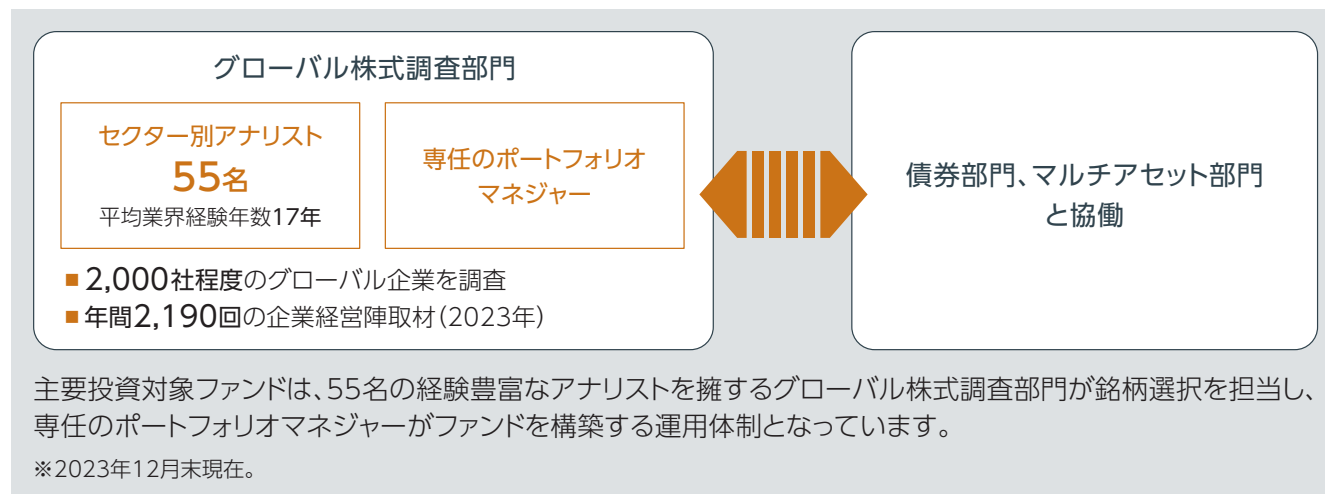 グローバル株式調査部門
セクター別アナリスト
55名
平均業界経験年数17年
専任のポートフォリオ
マネジャー
■2,000社程度のグローバル企業を調査
■年間2,190回の企業経営陣取材(2023年)
債券部門、マルチアセット部門
と協働
主要投資対象ファンドは、55名の経験豊富なアナリストを擁するグローバル株式調査部門が銘柄選択を担当し、
専任のポートフォリオマネジャーがファンドを構築する運用体制となっています。
※2023年12月末現在。